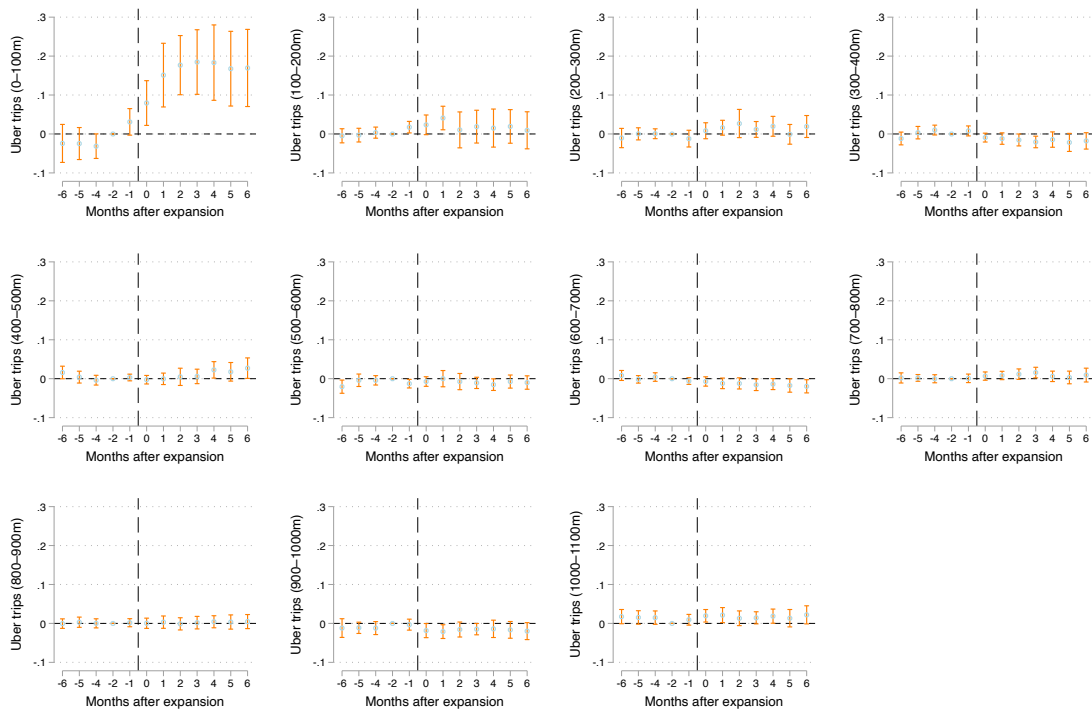 Uber trips (0–100m)
.3
.2
.1
0
-.1
-6 -5 -4 -2 -1 0 1 2 3 4 5 6
Months after expansion
Uber trips (100–200m)
.3
.2
.1
0
-.1
-6 -5 -4 -2 -1 0 1 2 3 4 5 6
Months after expansion
Uber trips (200–300m)
.3
.2
.1
0
-.1
-6 -5 -4 -2 -1 0 1 2 3 4 5 6
Months after expansion
Uber trips (300–400m)
.3
.2
.1
0
-.1
-6 -5 -4 -2 -1 0 1 2 3 4 5 6
Months after expansion
Uber trips (400–500m)
.3
.2
.1
0
-.1
-6 -5 -4 -2 -1 0 1 2 3 4 5 6
Months after expansion
Uber trips (500–600m)
.3
.2
.1
0
-.1
-6 -5 -4 -2 -1 0 1 2 3 4 5 6
Months after expansion
Uber trips (600–700m)
.3
.2
.1
0
-.1
-6 -5 -4 -2 -1 0 1 2 3 4 5 6
Months after expansion
Uber trips (700–800m)
.3
.2
.1
0
-.1
-6 -5 -4 -2 -1 0 1 2 3 4 5 6
Months after expansion
Uber trips (800–900m)
.3
.2
.1
0
-.1
-6 -5 -4 -2 -1 0 1 2 3 4 5 6
Months after expansion
Uber trips (900–1000m)
.3
.2
.1
0
-.1
-6 -5 -4 -2 -1 0 1 2 3 4 5 6
Months after expansion
Uber trips (1000–1100m)
.3
.2
.1
0
-.1
-6 -5 -4 -2 -1 0 1 2 3 4 5 6
Months after expansion